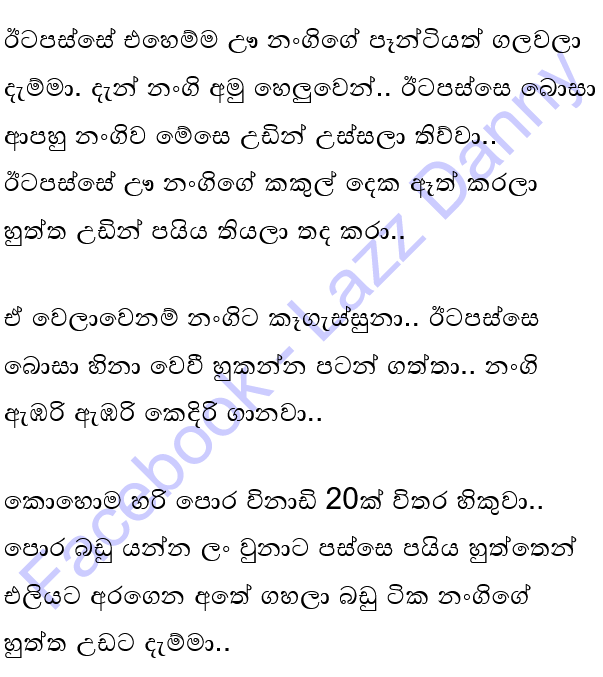 ඊටපස්සේ එහෙම්ම ඌ නංගිගේ පෑන්ටියත් ගලවලා
දැම්මා. දැන් නංගි අමු හෙලුවෙන්.. ඊටපස්සෙ බොසා
ආපහු නංගිව මේසෙ උඩින් උස්සලා තිව්වා..
ඊටපස්සේ ඌ නංගිගේ කකුල් දෙක ඈත් කරලා
හුත්ත උඩින් පයිය තියලා තද කරා..
ඒ වෙලාවෙනම් නංගිට කෑගැස්සුනා.. ඊටපස්සෙ
බොසා හිනා වෙවී හුකන්න පටන් ගත්තා.. නංගි
ඇඹරි ඇඹරි කෙදිරි ගානවා..
කොහොම හරි පොර විනාඩි 20ක් විතර හිකුවා..
පොර බඩු යන්න ලං වුනාට පස්සෙ පයිය හුත්තෙන්
එලියට අරගෙන අතේ ගහලා බඩු ටික නංගිගේ
හුත්ත උඩට දැම්මා..
Facebook - Lazz Danny